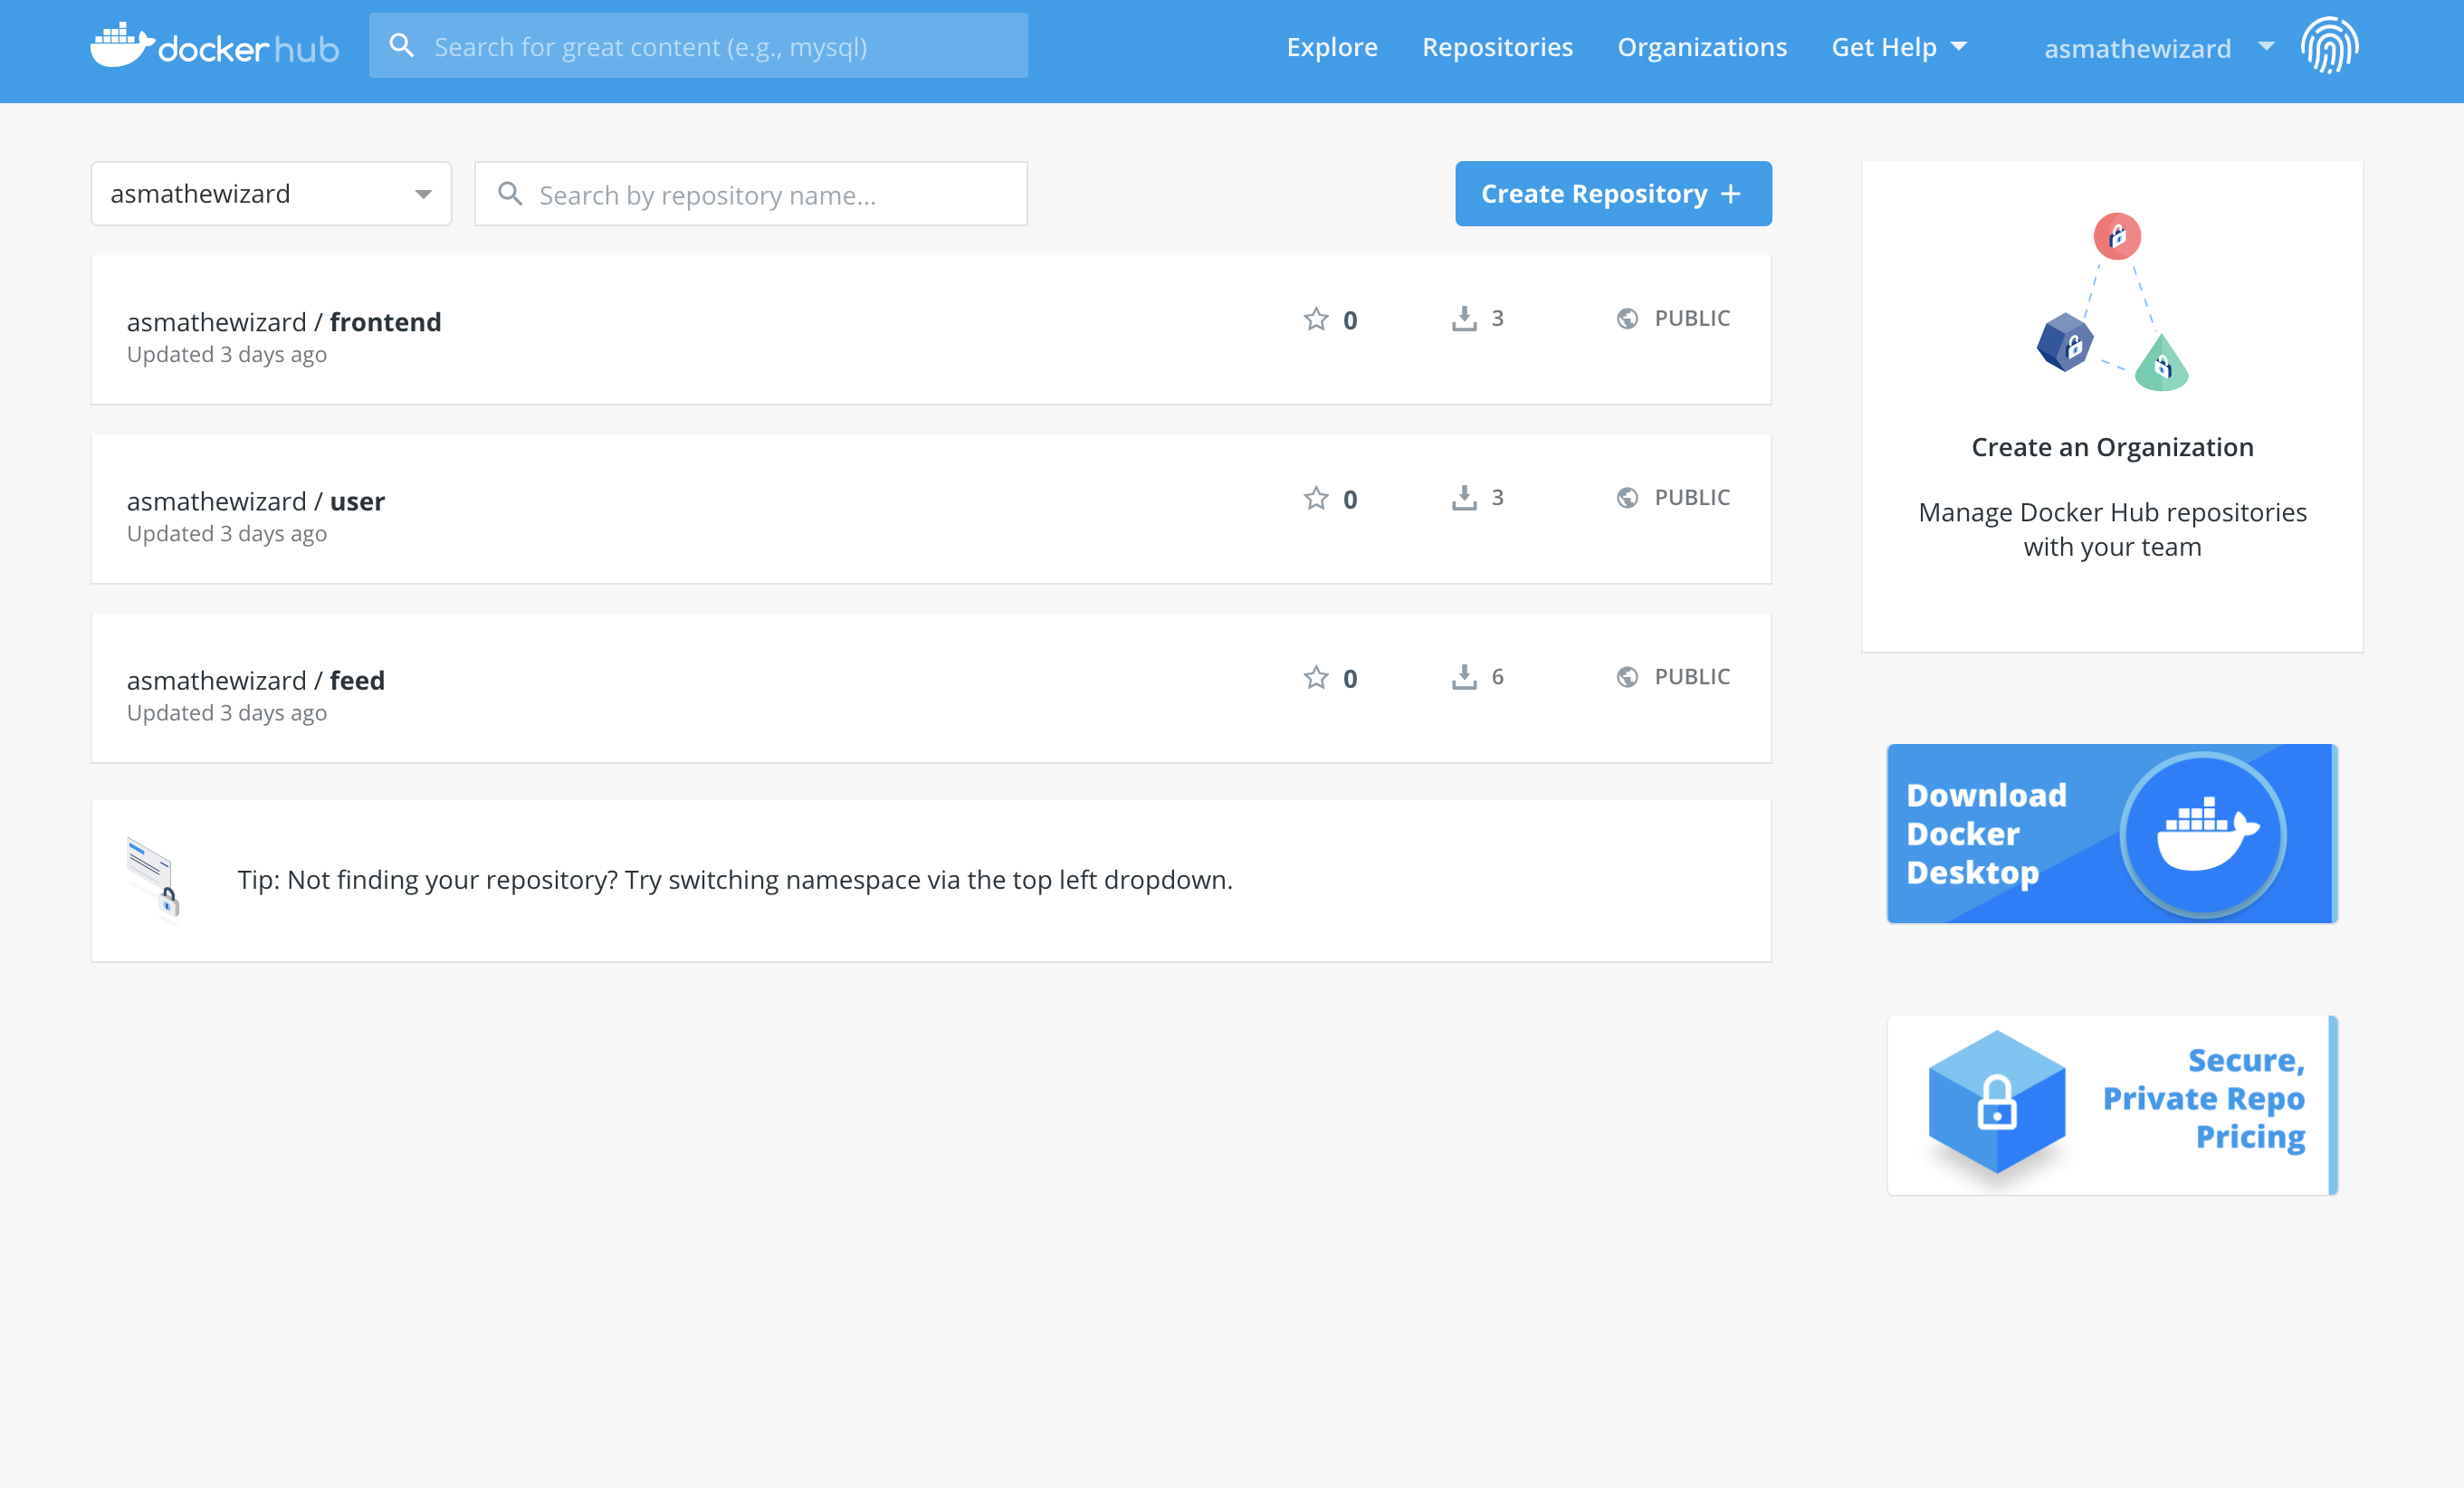 dockerhub
Search for great content (e.g., mysql)
Explore
Repositories
Organizations
Get Help
asmathewizard
asmathewizard
Search by repository name...
Create Repository +
asmathewizard / frontend
Updated 3 days ago
0
3
PUBLIC
asmathewizard / user
Updated 3 days ago
0
3
PUBLIC
asmathewizard / feed
Updated 3 days ago
0
6
PUBLIC
Tip: Not finding your repository? Try switching namespace via the top left dropdown.
Create an Organization
Manage Docker Hub repositories
with your team
Download
Docker
Desktop
Secure,
Private Repo
Pricing